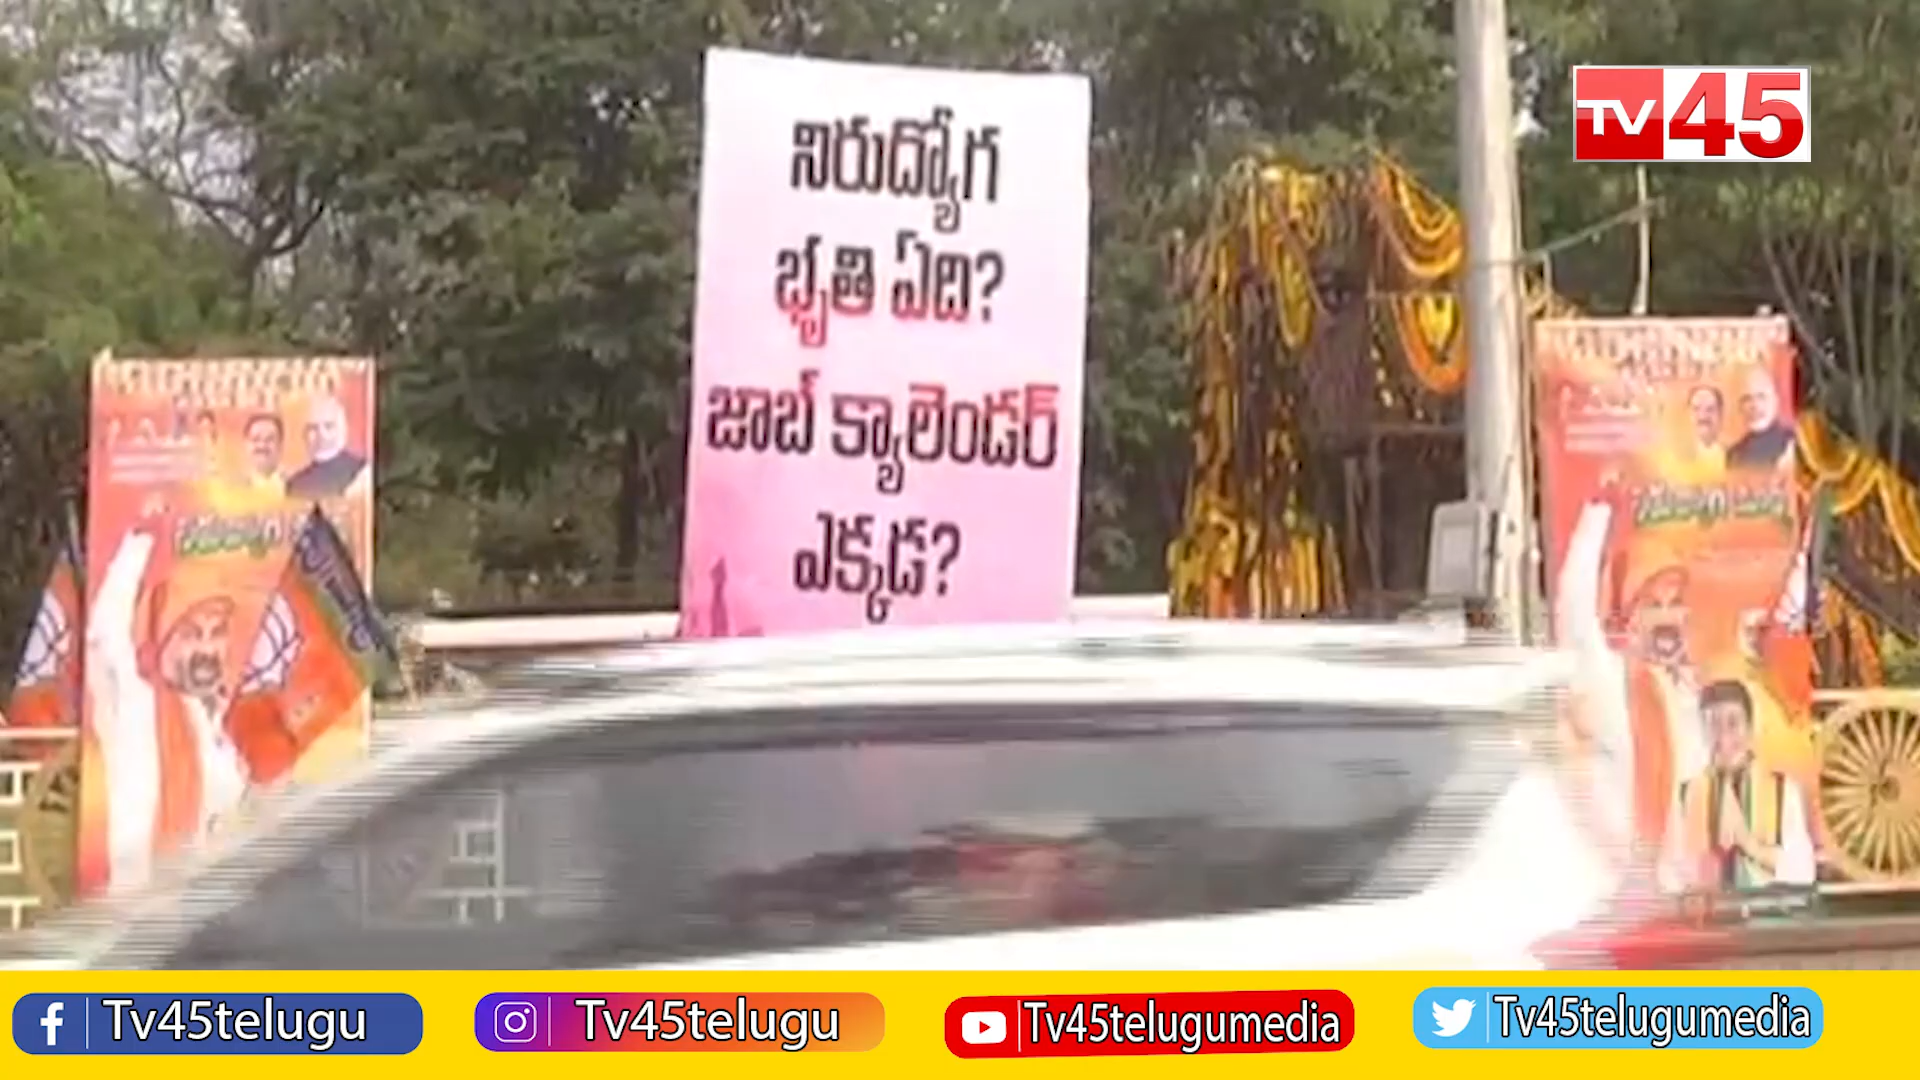 TV45
నిరుద్యోగ
భృతి ఏది?
జాబ్ క్యాలెండర్
ఎక్కడ?
Tv45telugu
Tv45telugu
Tv45telugumedia
Tv45telugumedia